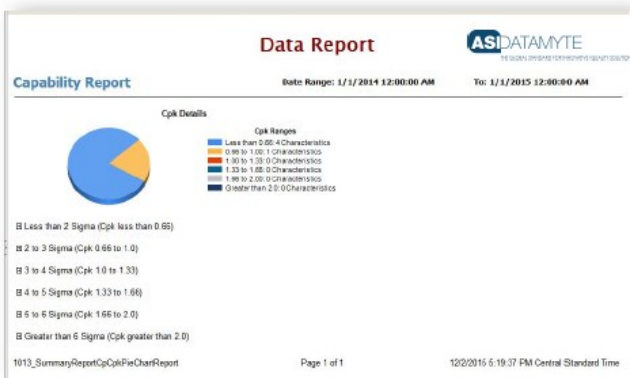 Data Report
ASI DATAMYTE
Capability Report
Date Range: 1/1/2014 12:00:00 AM
To: 1/1/2015 12:00:00 AM
Cpk Details
Cpk Ranges
Less than 0.66: 4 Characteristics
0.66 to 1.00: 1 Characteristics
1.00 to 1.33: 0 Characteristics
1.33 to 1.66: 0 Characteristics
1.66 to 2.00: 0 Characteristics
Greater than 2.0: 0 Characteristics
Less than 2 Sigma (Cpk less than 0.66)
2 to 3 Sigma (Cpk 0.66 to 1.0)
3 to 4 Sigma (Cpk 1.0 to 1.33)
4 to 5 Sigma (Cpk 1.33 to 1.66)
5 to 6 Sigma (Cpk 1.66 to 2.0)
Greater than 6 Sigma (Cpk greater than 2.0)
1013_SummaryReportCpCpkPieChartReport
Page 1 of 1
12/2/2015 5:19:37 PM Central Standard Time